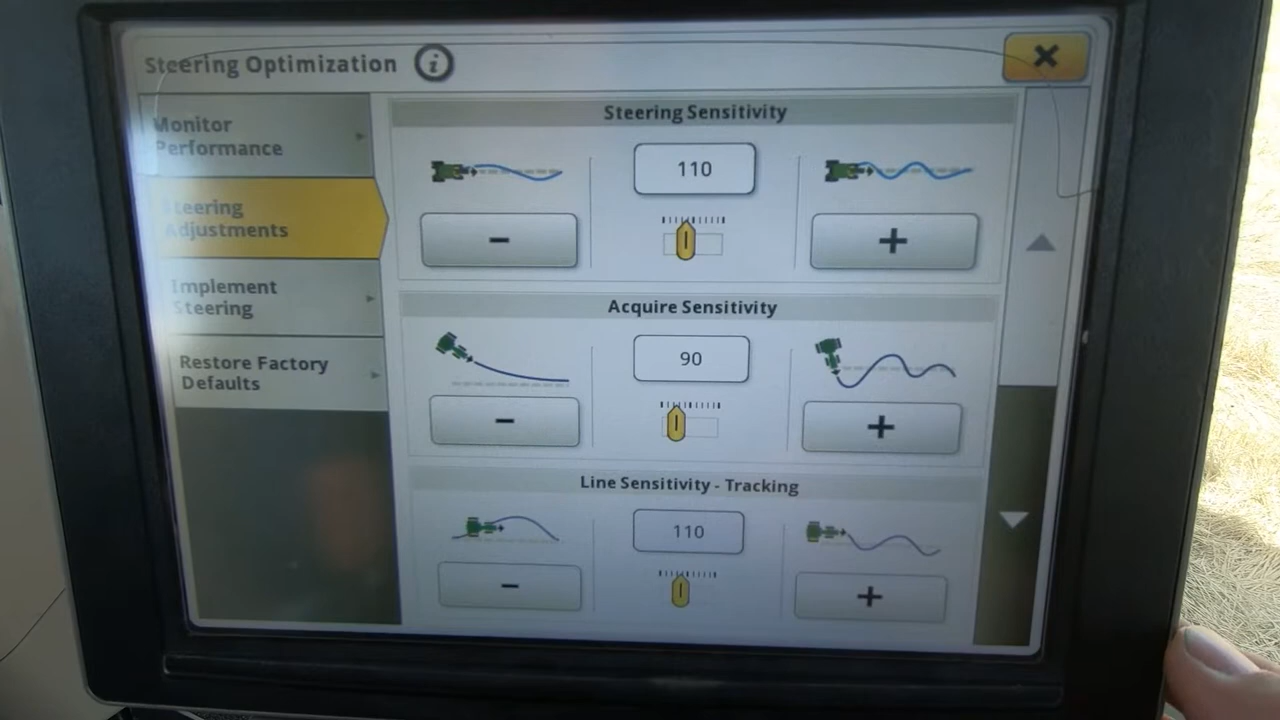 Steering Optimization
Monitor
Performance
Steering
Adjustments
Implement
Steering
Restore Factory
Defaults
Steering Sensitivity
110
Acquire Sensitivity
90
Line Sensitivity - Tracking
110